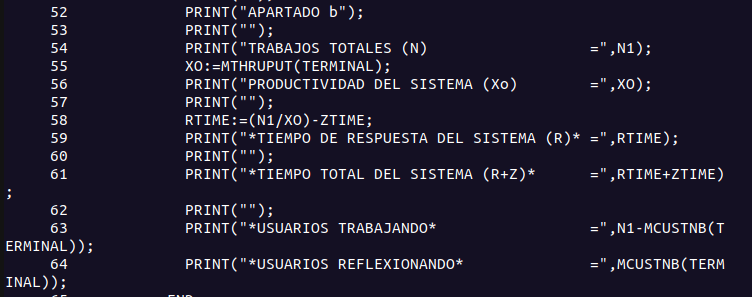 52 PRINT("APARTADO b");
53 PRINT("");
54 PRINT("TRABAJOS TOTALES (N) =",N1);
55 XO:=MTHRUPUT(TERMINAL);
56 PRINT("PRODUCTIVIDAD DEL SISTEMA (Xo) =",XO);
57 PRINT("");
58 RTIME:=(N1/XO)-ZTIME;
59 PRINT("*TIEMPO DE RESPUESTA DEL SISTEMA (R)* =",RTIME);
60 PRINT("");
61 PRINT("*TIEMPO TOTAL DEL SISTEMA (R+Z)* =",RTIME+ZTIME)
;
62 PRINT("");
63 PRINT("*USUARIOS TRABAJANDO* =",N1-MCUSTNB(T
ERMINAL));
64 PRINT("*USUARIOS REFLEXIONANDO* =",MCUSTNB(TERM
INAL));